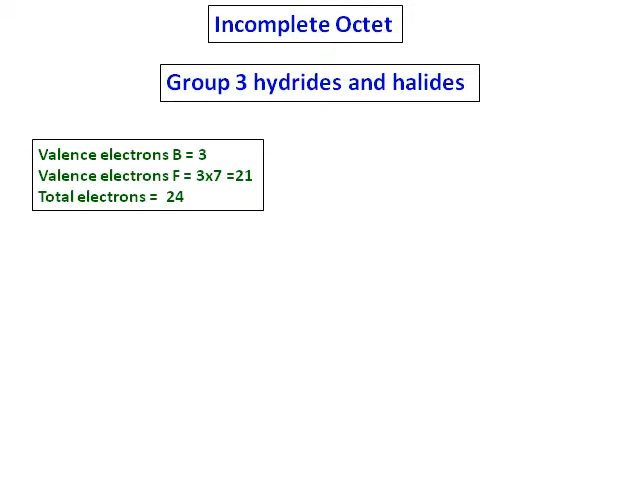 Incomplete Octet
Group 3 hydrides and halides
Valence electrons B = 3
Valence electrons F = 3x7 =21
Total electrons =  24